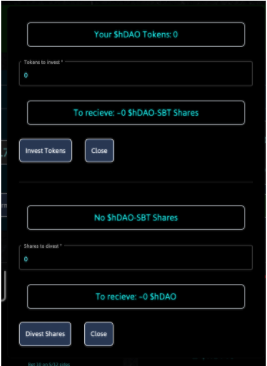 Your $hDAO Tokens: 0
Tokens to invest *
0
To recieve: ~0 $hDAO-SBT Shares
Invest Tokens
Close
No $hDAO-SBT Shares
Shares to divest *
0
To recieve: ~0 $hDAO
Divest Shares
Close